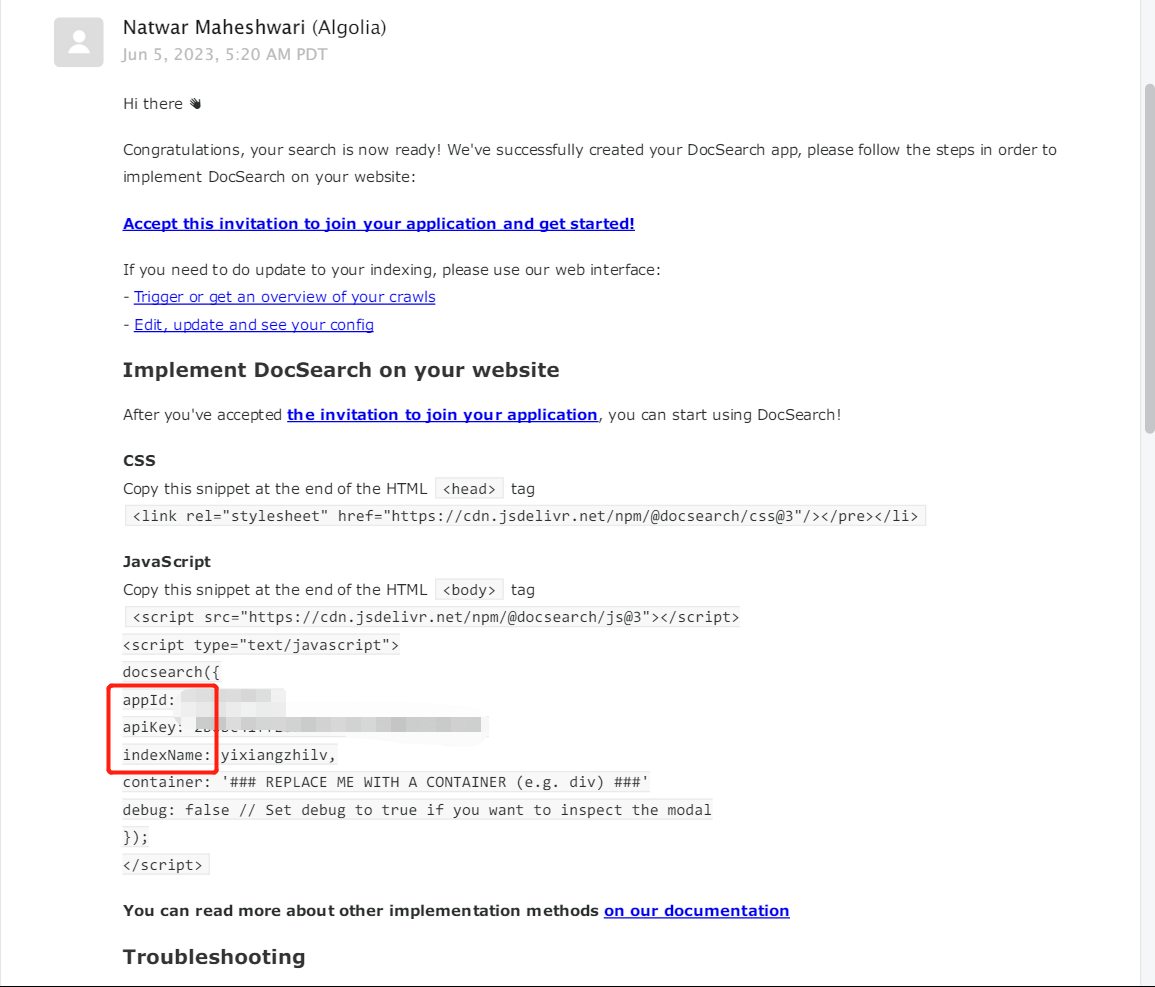 Natwar Maheshwari (Algolia)
Jun 5, 2023, 5:20 AM PDT
Hi there 👋
Congratulations, your search is now ready! We've successfully created your DocSearch app, please follow the steps in order to
implement DocSearch on your website:
Accept this invitation to join your application and get started!
If you need to do update to your indexing, please use our web interface:
- Trigger or get an overview of your crawls
- Edit, update and see your config
Implement DocSearch on your website
After you've accepted the invitation to join your application, you can start using DocSearch!
CSS
Copy this snippet at the end of the HTML <head> tag
<link rel="stylesheet" href="https://cdn.jsdelivr.net/npm/@docsearch/css@3"/></pre></li>
JavaScript
Copy this snippet at the end of the HTML <body> tag
<script src="https://cdn.jsdelivr.net/npm/@docsearch/js@3"></script>
<script type="text/javascript">
docsearch({
appId:
apiKey:
indexName: yixiangzhilv,
container: '### REPLACE ME WITH A CONTAINER (e.g. div) ###'
debug: false // Set debug to true if you want to inspect the modal
});
</script>
You can read more about other implementation methods on our documentation
Troubleshooting